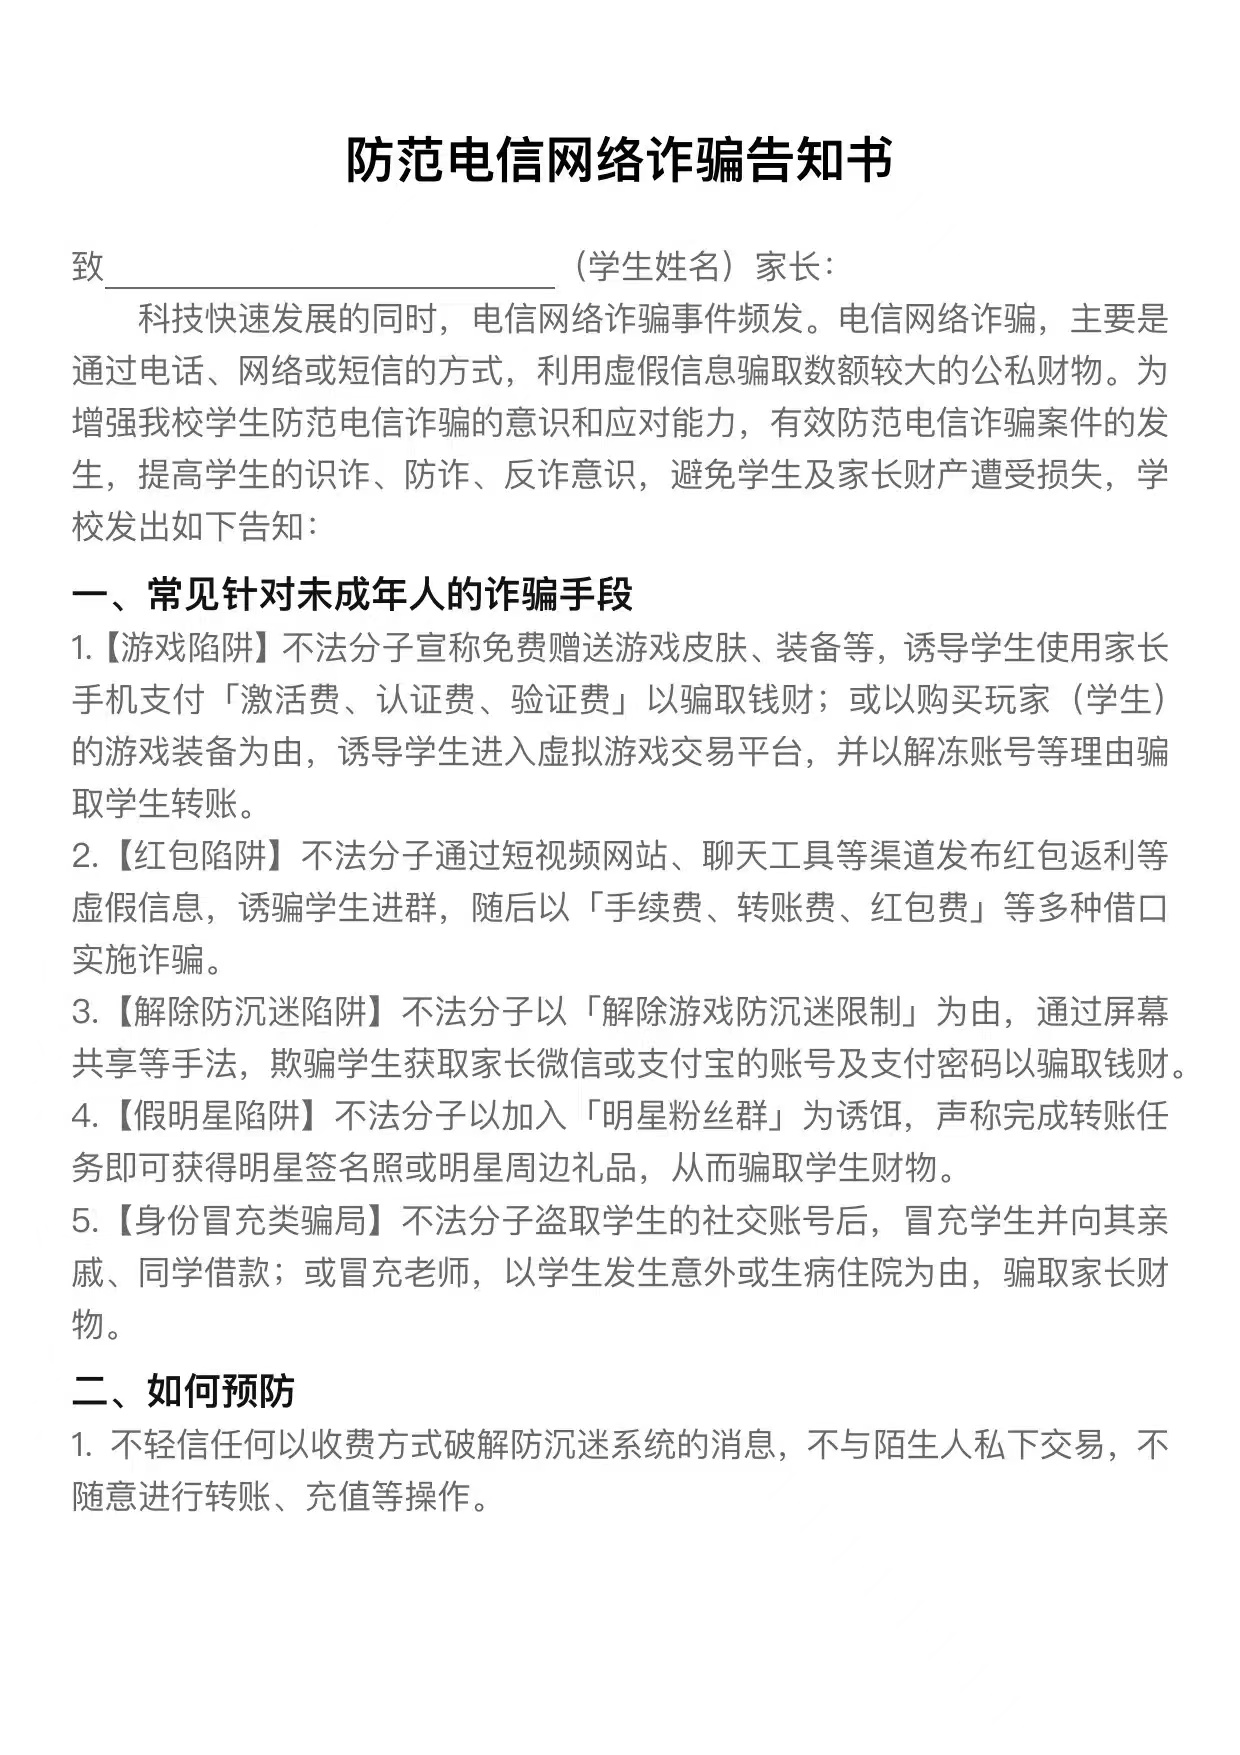 防范电信网络诈骗告知书
致 （学生姓名）家长：
科技快速发展的同时，电信网络诈骗事件频发。电信网络诈骗，主要是
通过电话、网络或短信的方式，利用虚假信息骗取数额较大的公私财物。为
增强我校学生防范电信诈骗的意识和应对能力，有效防范电信诈骗案件的发
生，提高学生的识诈、防诈、反诈意识，避免学生及家长财产遭受损失，学
校发出如下告知：
一、常见针对未成年人的诈骗手段
1.【游戏陷阱】不法分子宣称免费赠送游戏皮肤、装备等，诱导学生使用家长
手机支付「激活费、认证费、验证费」以骗取钱财；或以购买玩家（学生）
的游戏装备为由，诱导学生进入虚拟游戏交易平台，并以解冻账号等理由骗
取学生转账。
2.【红包陷阱】不法分子通过短视频网站、聊天工具等渠道发布红包返利等
虚假信息，诱骗学生进群，随后以「手续费、转账费、红包费」等多种借口
实施诈骗。
3.【解除防沉迷陷阱】不法分子以「解除游戏防沉迷限制」为由，通过屏幕
共享等手法，欺骗学生获取家长微信或支付宝的账号及支付密码以骗取钱财。
4.【假明星陷阱】不法分子以加入「明星粉丝群」为诱饵，声称完成转账任
务即可获得明星签名照或明星周边礼品，从而骗取学生财物。
5.【身份冒充类骗局】不法分子盗取学生的社交账号后，冒充学生并向其亲
戚、同学借款；或冒充老师，以学生发生意外或生病住院为由，骗取家长财
物。
二、如何预防
1. 不轻信任何以收费方式破解防沉迷系统的消息，不与陌生人私下交易，不
随意进行转账、充值等操作。